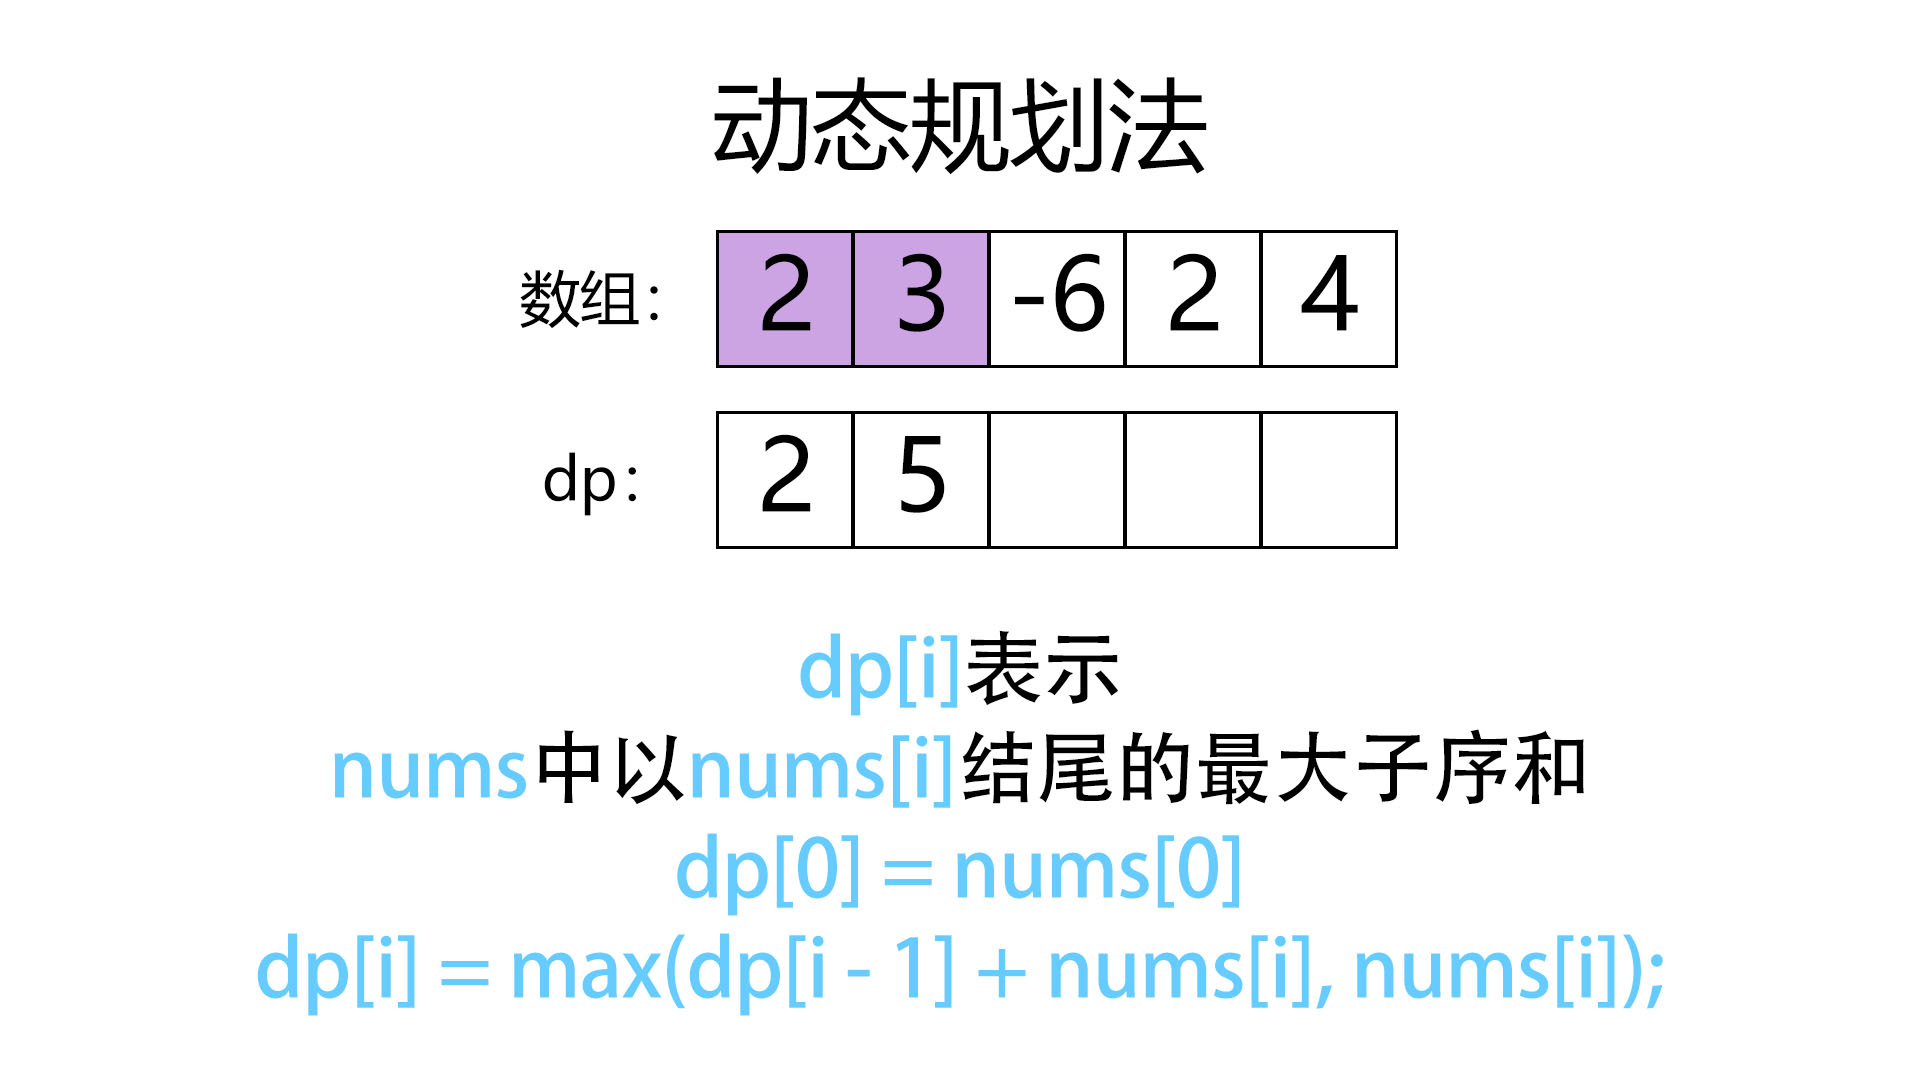 动态规划法
数组： 2 3 -6 2 4
dp： 2 5
dp[i]表示
nums中以nums[i]结尾的最大子序和
dp[0] = nums[0]
dp[i] = max(dp[i - 1] + nums[i], nums[i]);